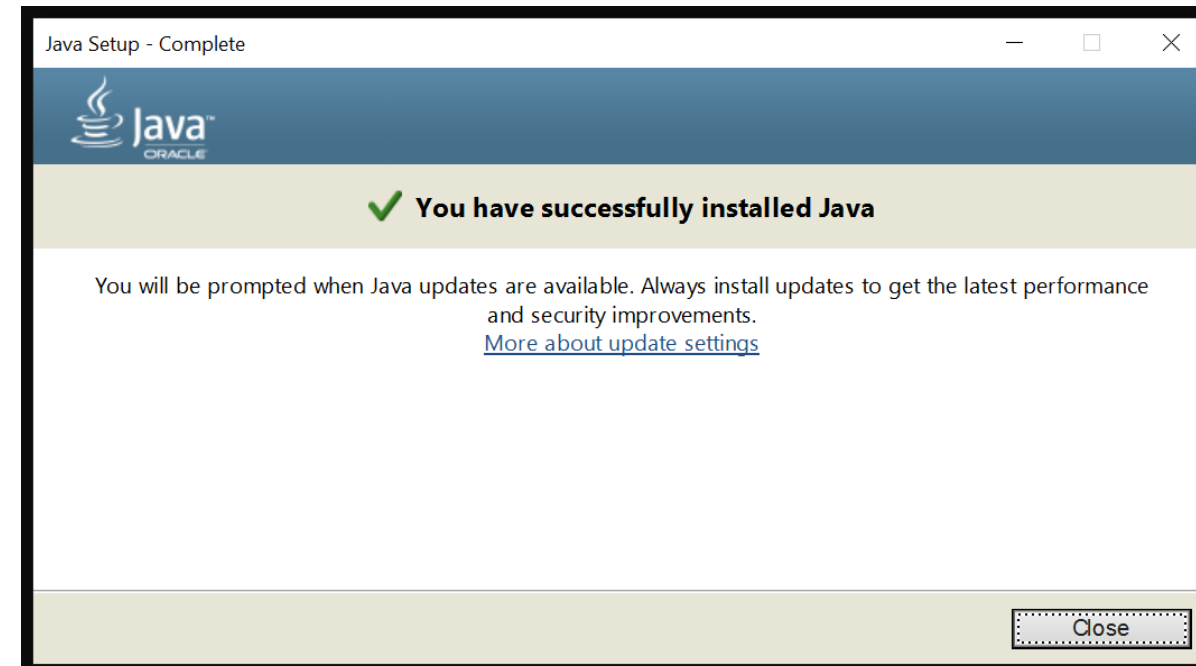 Java Setup - Complete
Java™
ORACLE
You have successfully installed Java
You will be prompted when Java updates are available. Always install updates to get the latest performance
and security improvements.
More about update settings
Close